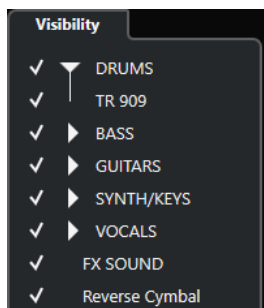 Visibility
DRUMS
TR 909
BASS
GUITARS
SYNTH/KEYS
VOCALS
FX SOUND
Reverse Cymbal